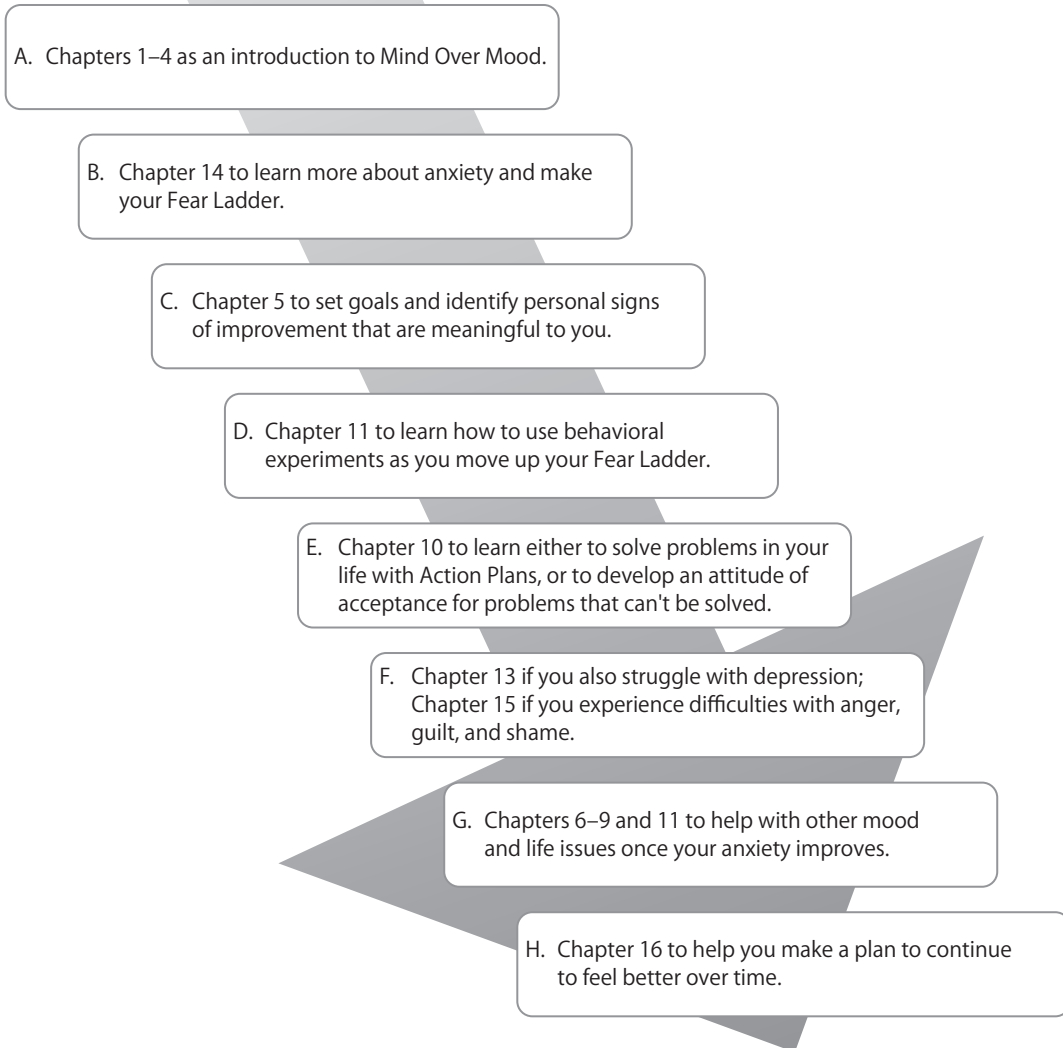 A. Chapters 1–4 as an introduction to Mind Over Mood.
B. Chapter 14 to learn more about anxiety and make
your Fear Ladder.
C. Chapter 5 to set goals and identify personal signs
of improvement that are meaningful to you.
D. Chapter 11 to learn how to use behavioral
experiments as you move up your Fear Ladder.
E. Chapter 10 to learn either to solve problems in your
life with Action Plans, or to develop an attitude of
acceptance for problems that can't be solved.
F. Chapter 13 if you also struggle with depression;
Chapter 15 if you experience difficulties with anger,
guilt, and shame.
G. Chapters 6–9 and 11 to help with other mood
and life issues once your anxiety improves.
H. Chapter 16 to help you make a plan to continue
to feel better over time.